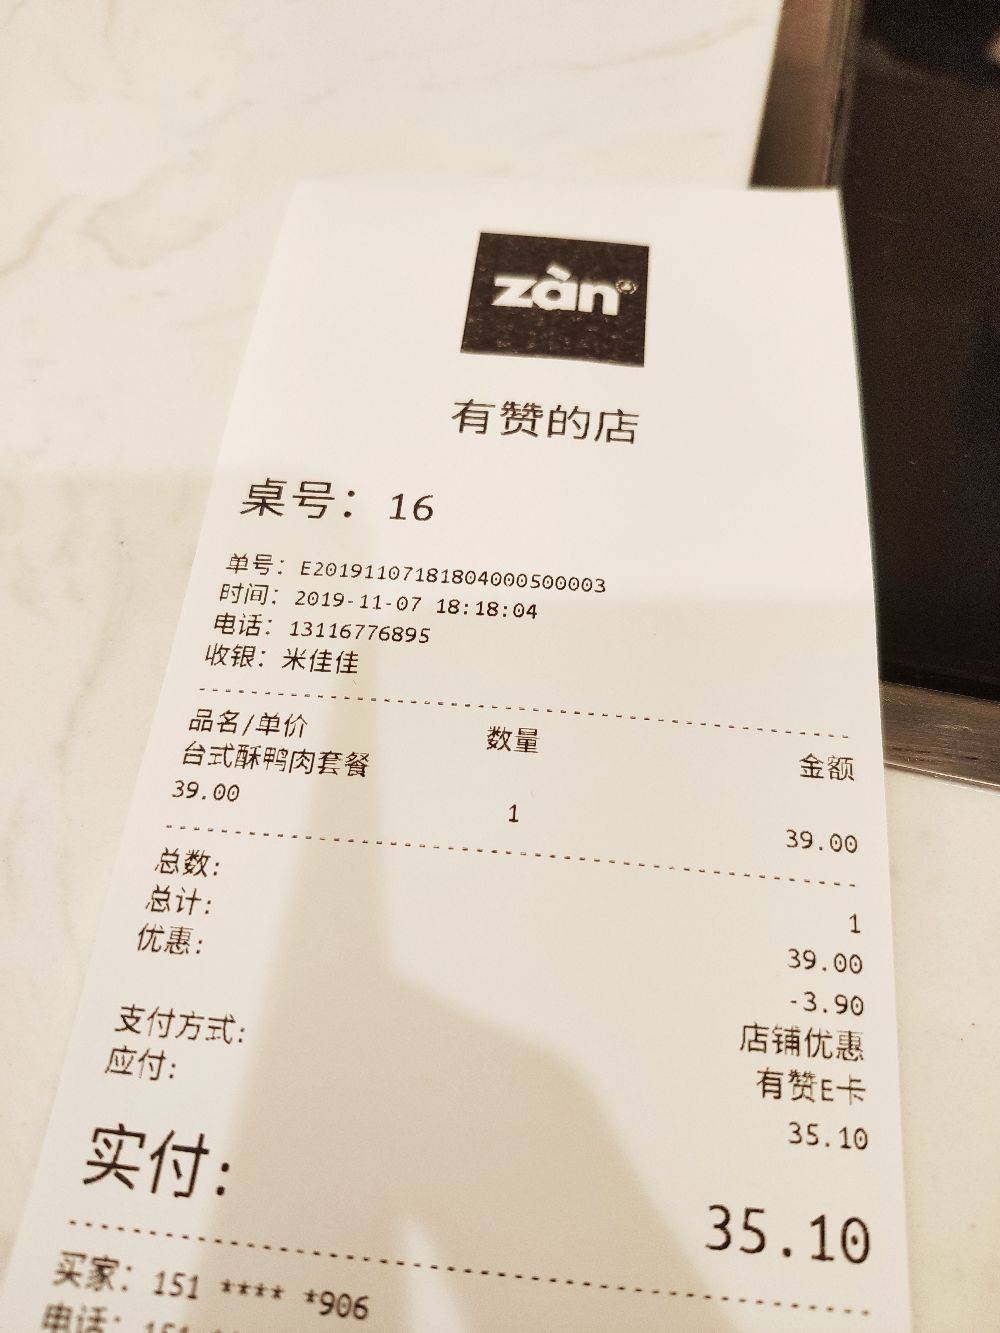 zàn
有赞的店
桌号：16
单号：E20191107181804000500003
时间：2019-11-07 18:18:04
电话：13116776895
收银：米佳佳
品名/单价 数量 金额
台式酥鸭肉套餐
39.00 1 39.00
总数： 1
总计： 39.00
优惠： -3.90
店铺优惠
支付方式： 有赞E卡
应付： 35.10
实付： 35.10
买家：151 **** *906
电话：151